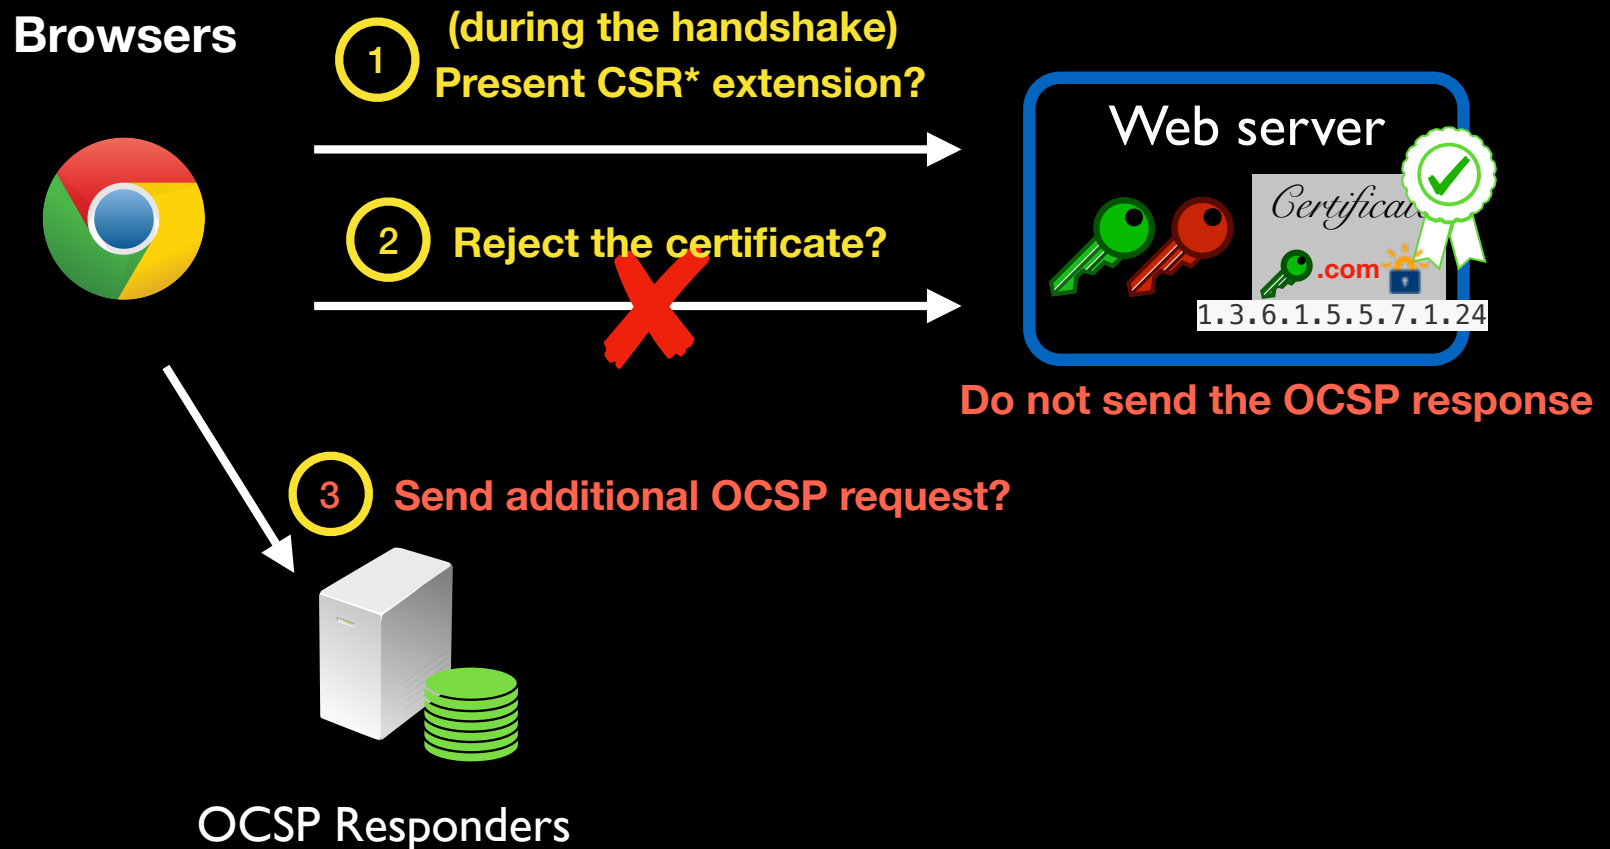 Browsers
1
(during the handshake)
Present CSR* extension?
Web server
Certificate
.com
1.3.6.1.5.5.7.1.24
2
Reject the certificate?
Do not send the OCSP response
3
Send additional OCSP request?
OCSP Responders